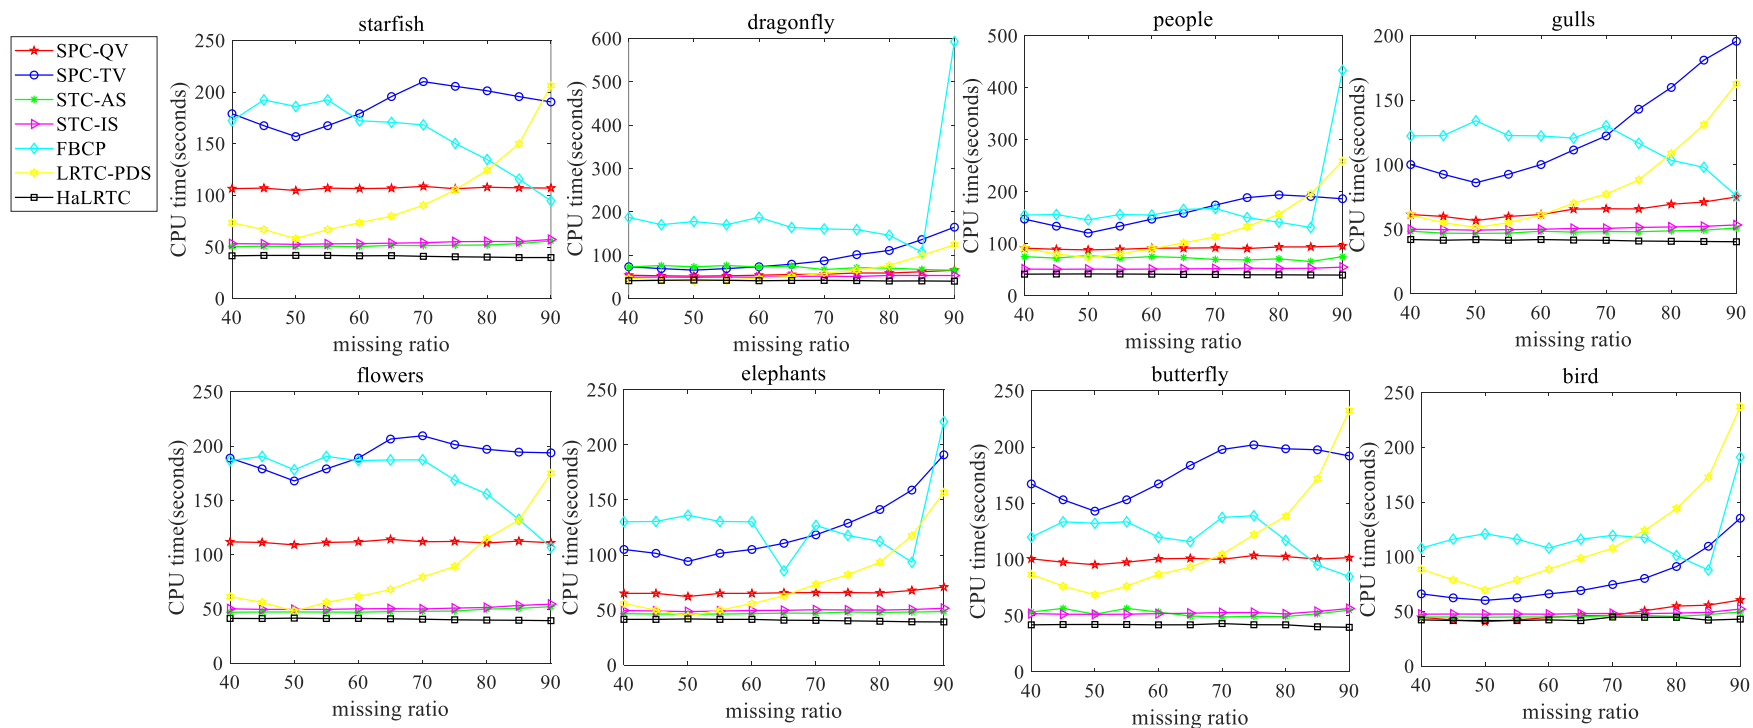 SPC-QV
SPC-TV
STC-AS
STC-IS
FBCP
LRTC-PDS
HaLRTC
starfish
CPU time(seconds)
250
200
150
100
50
0
40 50 60 70 80 90
missing ratio
dragonfly
CPU time(seconds)
600
500
400
300
200
100
0
40 50 60 70 80 90
missing ratio
people
CPU time(seconds)
500
400
300
200
100
0
40 50 60 70 80 90
missing ratio
gulls
CPU time(seconds)
200
150
100
50
0
40 50 60 70 80 90
missing ratio
flowers
CPU time(seconds)
250
200
150
100
50
0
40 50 60 70 80 90
missing ratio
elephants
CPU time(seconds)
250
200
150
100
50
0
40 50 60 70 80 90
missing ratio
butterfly
CPU time(seconds)
250
200
150
100
50
0
40 50 60 70 80 90
missing ratio
bird
CPU time(seconds)
250
200
150
100
50
0
40 50 60 70 80 90
missing ratio